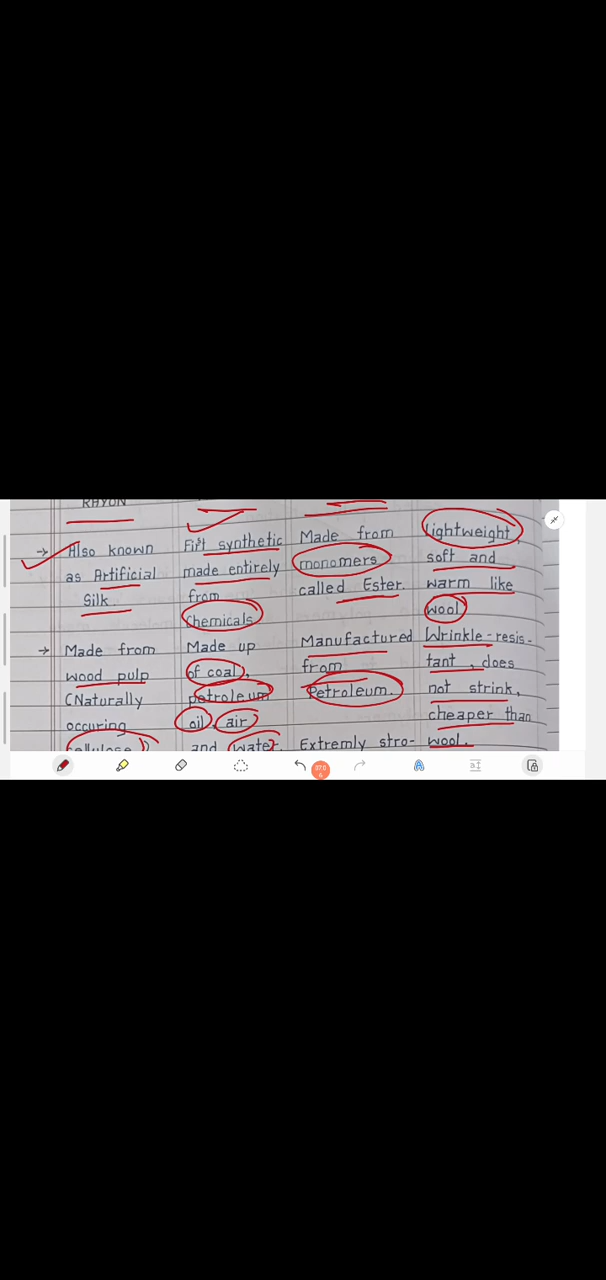 RAYON
→ Also known
as Artificial
Silk.
First synthetic
made entirely
from
Chemicals
Made from
monomers
called Ester.
Lightweight,
soft and
warm like
wool
→ Made from
wood pulp
(Naturally
occuring
cellulose)
Made up
of coal,
petroleum
oil, air
and water.
Manufactured
from
Petroleum.
Extremly stro-
Wrinkle-resis-
tant, does
not strink,
cheaper than
wool.